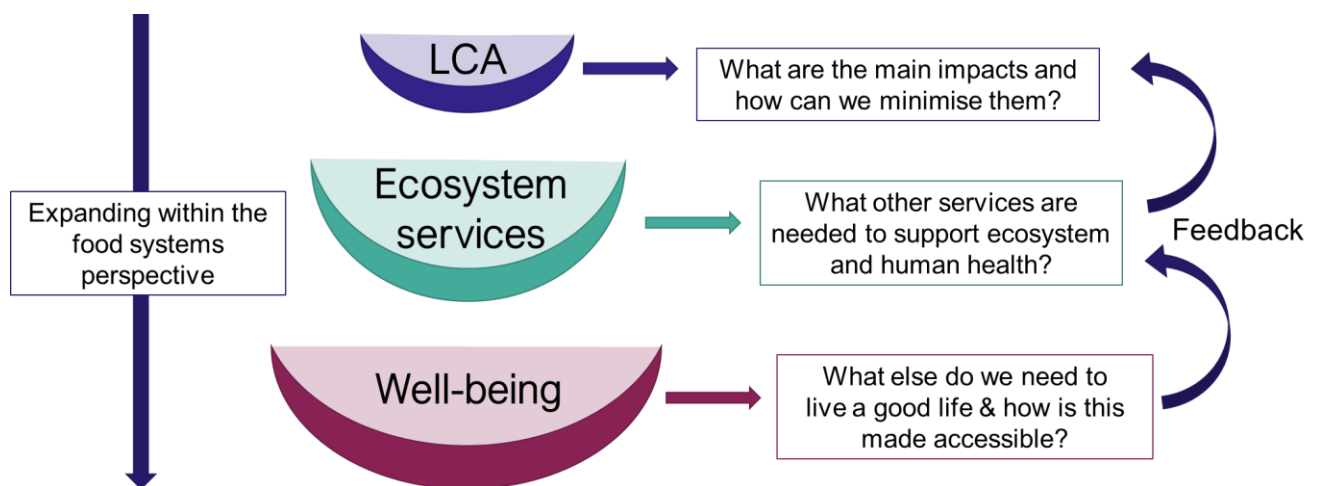 LCA
What are the main impacts and
how can we minimise them?
Expanding within the
food systems
perspective
Ecosystem
services
What other services are
needed to support ecosystem
and human health?
Feedback
Well-being
What else do we need to
live a good life & how is this
made accessible?